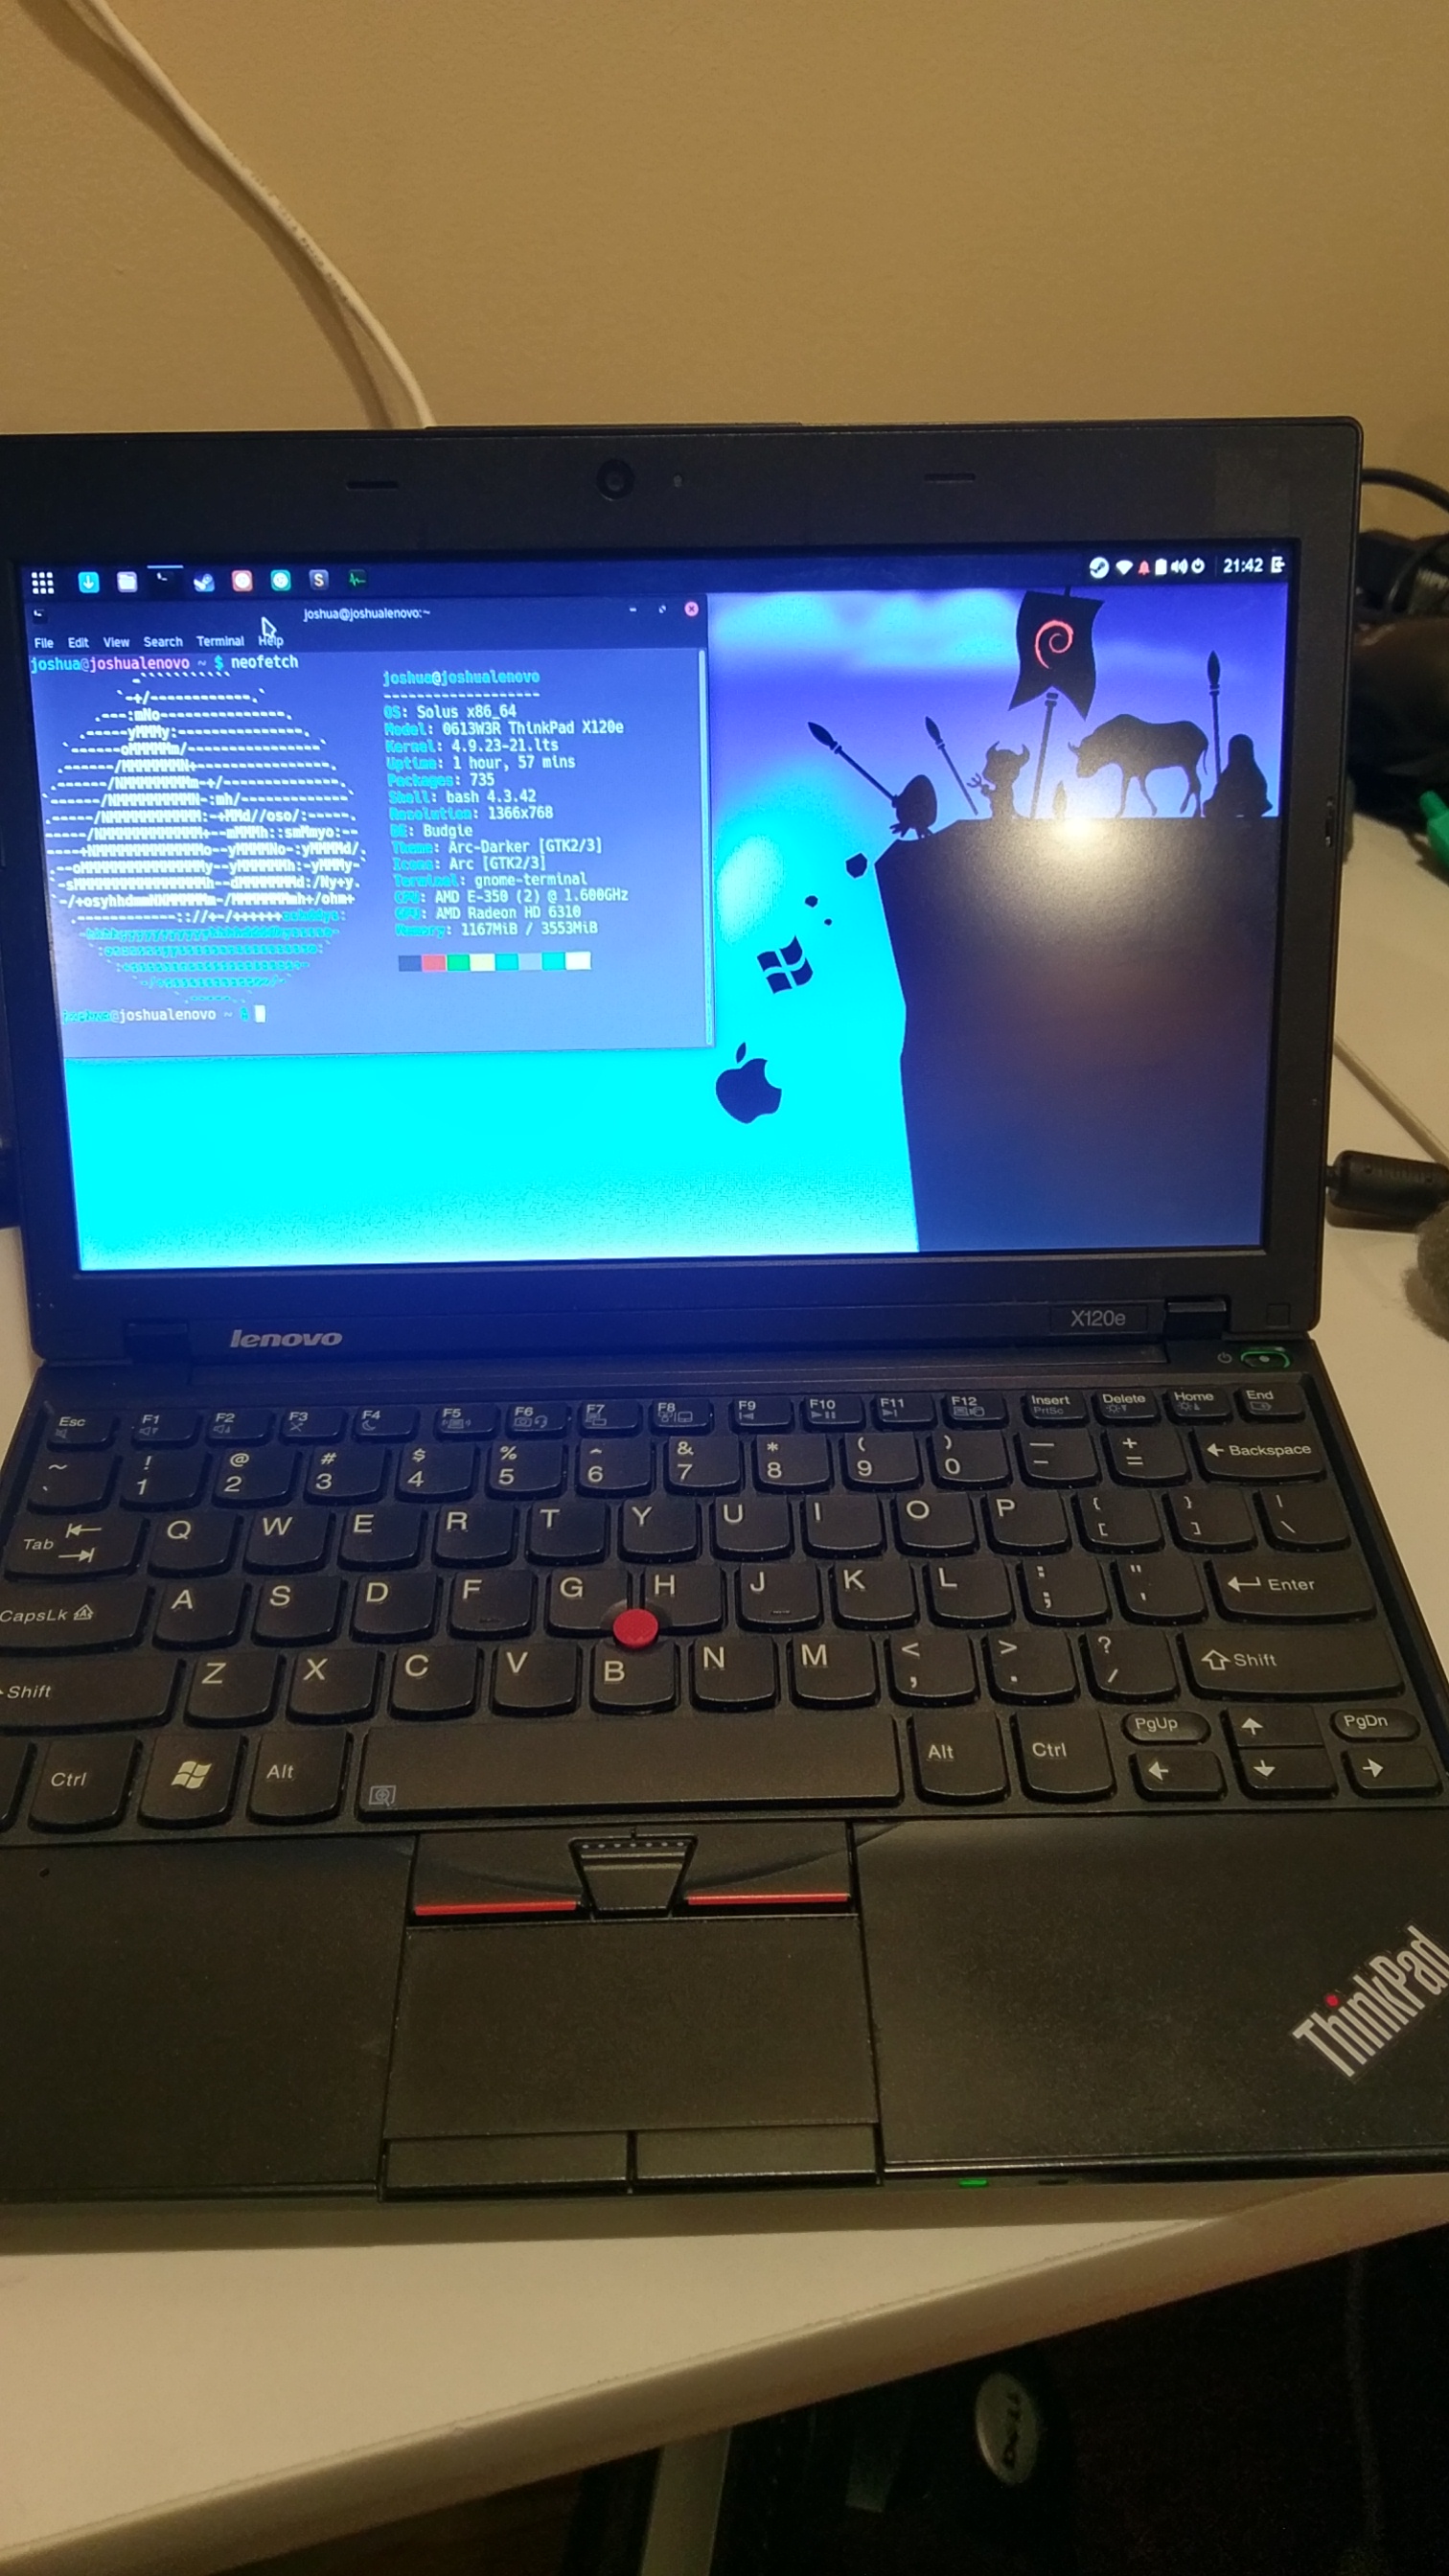 21:42
joshua@joshualenovo:~
File Edit View Search Terminal Help
joshua@joshualenovo ~ $ neofetch
joshua@joshualenovo
-------------------
OS: Solus x86_64
Model: 0613W3R ThinkPad X120e
Kernel: 4.9.23-21.lts
Uptime: 1 hour, 57 mins
Packages: 735
Shell: bash 4.3.42
Resolution: 1366x768
DE: Budgie
Theme: Arc-Darker [GTK2/3]
Icons: Arc [GTK2/3]
Terminal: gnome-terminal
CPU: AMD E-350 (2) @ 1.600GHz
GPU: AMD Radeon HD 6310
Memory: 1167MiB / 3553MiB
joshua@joshualenovo ~ $
lenovo X120e
Esc F1 F2 F3 F4 F5 F6 F7 F8 F9 F10 F11 F12 Insert PrtSc Delete Home End
~ ` ! 1 @ 2 # 3 $ 4 % 5 ^ 6 & 7 * 8 ( 9 ) 0 — - + = Backspace
Tab Q W E R T Y U I O P { [ } ] | \
CapsLk A S D F G H J K L : ; " ' Enter
Shift Z X C V B N M < , > . ? / Shift
Ctrl Alt Alt Ctrl PgUp PgDn
ThinkPad